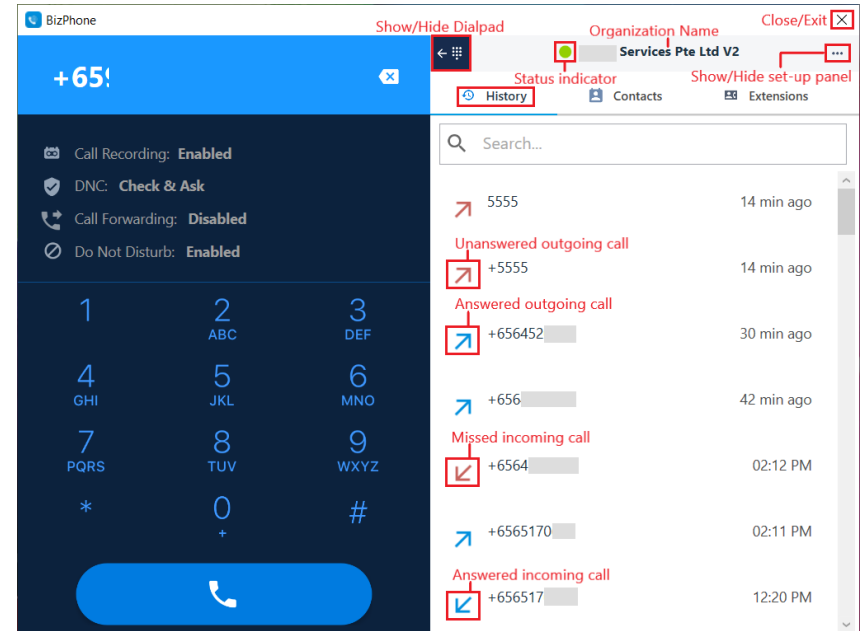 BizPhone
Show/Hide Dialpad
Organization Name
Close/Exit
Services Pte Ltd V2
Status indicator
Show/Hide set-up panel
+65
History
Contacts
Extensions
Search...
Call Recording: Enabled
DNC: Check & Ask
Call Forwarding: Disabled
Do Not Disturb: Enabled
1
2
ABC
3
DEF
4
GHI
5
JKL
6
MNO
7
PQRS
8
TUV
9
WXYZ
*
0
+
#
5555 14 min ago
Unanswered outgoing call
+5555 14 min ago
Answered outgoing call
+656452 30 min ago
+656 42 min ago
Missed incoming call
+6564 02:12 PM
+6565170 02:11 PM
Answered incoming call
+656517 12:20 PM